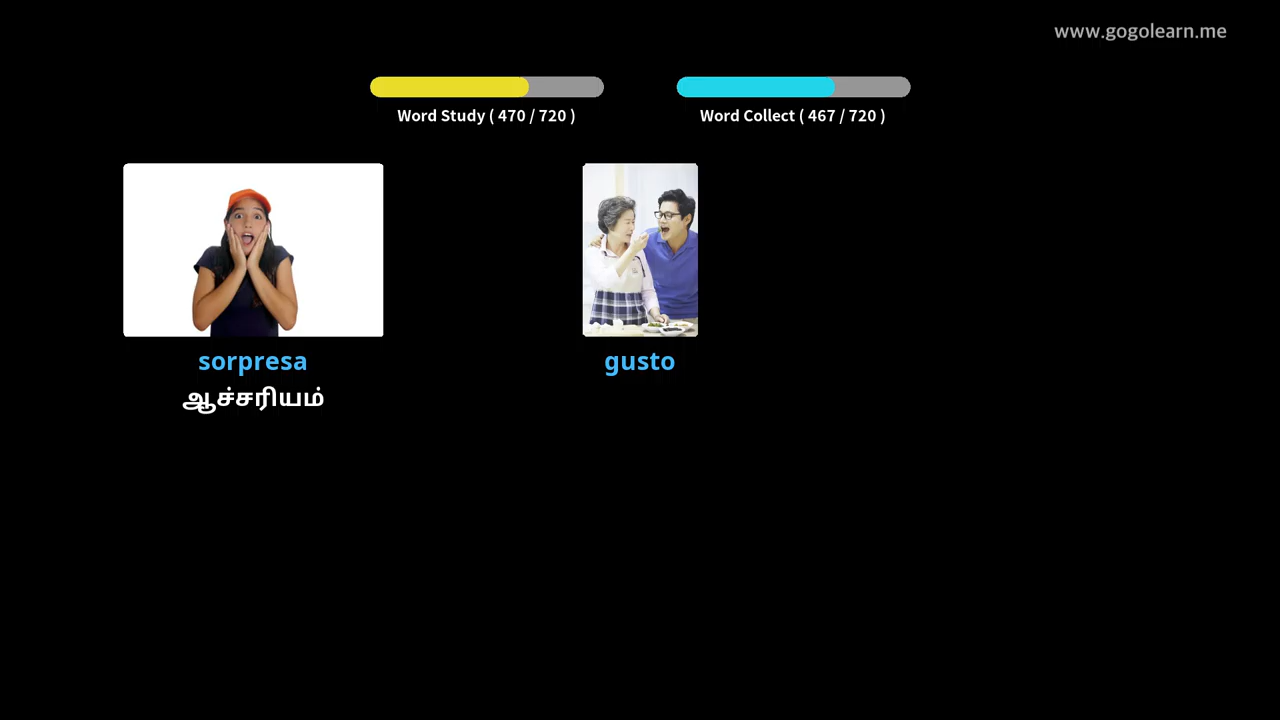 www.gogolearn.me
Word Study ( 470 / 720 )
Word Collect ( 467 / 720 )
sorpresa
ஆச்சரியம்
gusto